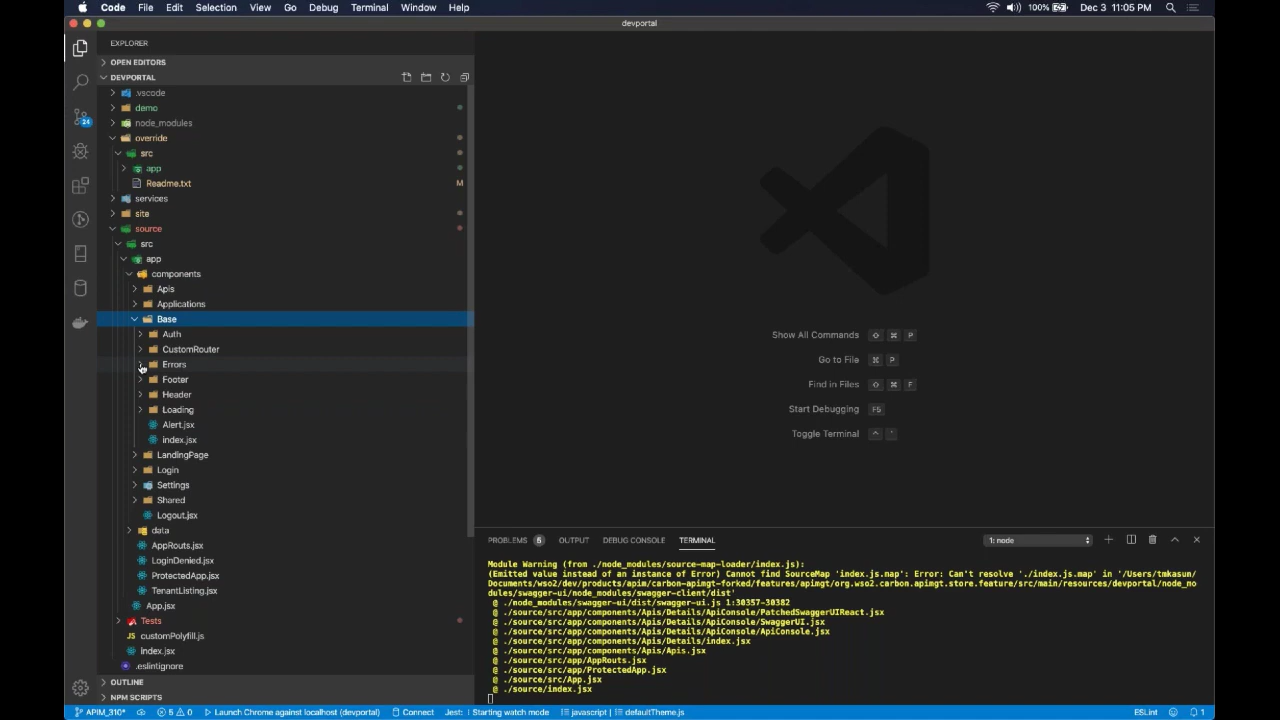 Code File Edit Selection View Go Debug Terminal Window Help 100% Dec 3 11:05 PM
devportal
EXPLORER
OPEN EDITORS
DEVPORTAL
.vscode
demo
node_modules
override
src
app
Readme.txt M
services
site
source
src
app
components
Apis
Applications
Base
Auth
CustomRouter
Errors
Footer
Header
Loading
Alert.jsx
index.jsx
LandingPage
Login
Settings
Shared
Logout.jsx
data
AppRouts.jsx
LoginDenied.jsx
ProtectedApp.jsx
TenantListing.jsx
App.jsx
Tests
JS customPolyfill.js
index.jsx
.eslintignore
OUTLINE
NPM SCRIPTS
24
Show All Commands ⇧ ⌘ P
Go to File ⌘ P
Find in Files ⇧ ⌘ F
Start Debugging F5
Toggle Terminal ^ `
PROBLEMS 5 OUTPUT DEBUG CONSOLE TERMINAL 1: node
Module Warning (from ./node_modules/source-map-loader/index.js):
(Emitted value instead of an instance of Error) Cannot find SourceMap 'index.js.map': Error: Can't resolve './index.js.map' in '/Users/tmkasun/
Documents/wso2/dev/products/apim/carbon-apimgt-forked/features/apimgt/org.wso2.carbon.apimgt.store.feature/src/main/resources/devportal/node_m
odules/swagger-ui/node_modules/swagger-client/dist'
@ ./node_modules/swagger-ui/dist/swagger-ui.js 1:30357-30382
@ ./source/src/app/components/Apis/Details/ApiConsole/PatchedSwaggerUIReact.jsx
@ ./source/src/app/components/Apis/Details/ApiConsole/SwaggerUI.jsx
@ ./source/src/app/components/Apis/Details/ApiConsole/ApiConsole.jsx
@ ./source/src/app/components/Apis/Details/index.jsx
@ ./source/src/app/components/Apis/Apis.jsx
@ ./source/src/app/AppRouts.jsx
@ ./source/src/app/ProtectedApp.jsx
@ ./source/src/App.jsx
@ ./source/index.jsx
APIM_310* 5 0 Launch Chrome against localhost (devportal) Connect Jest: Starting watch mode javascript | defaultTheme.js ESLint 1